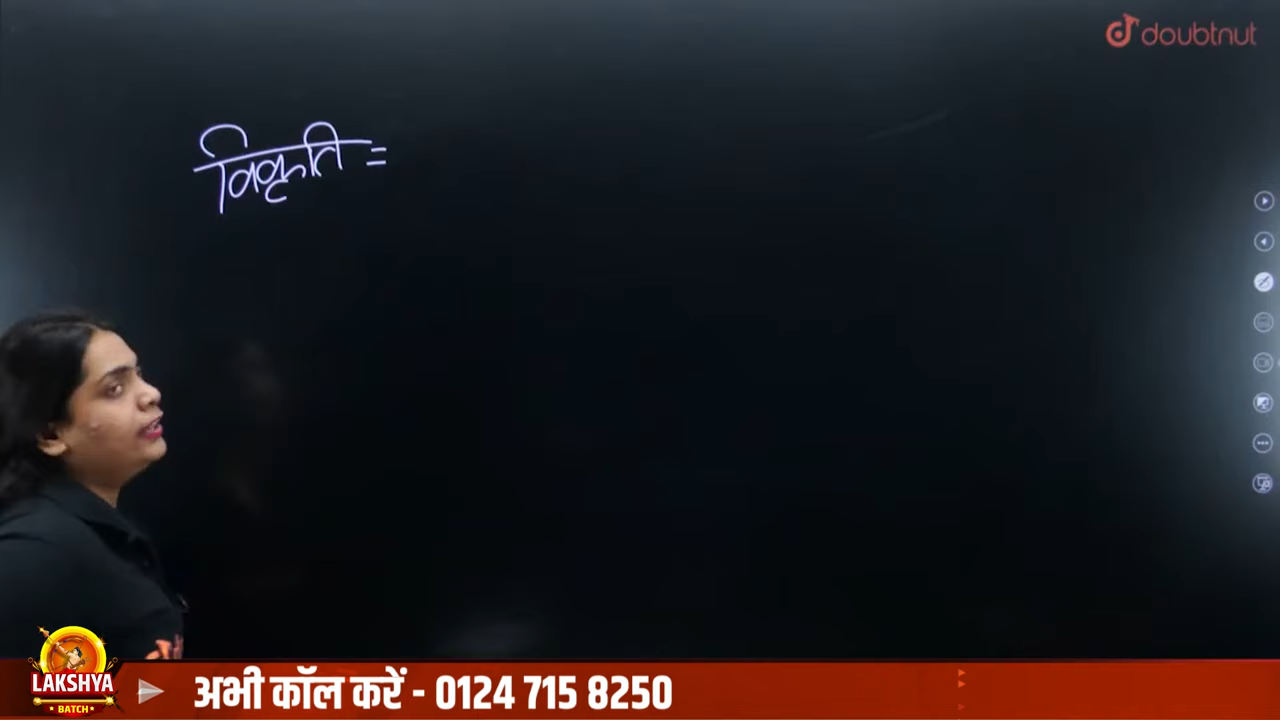 doubtnut
विकृति =
LAKSHYA
BATCH
अभी कॉल करें - 0124 715 8250